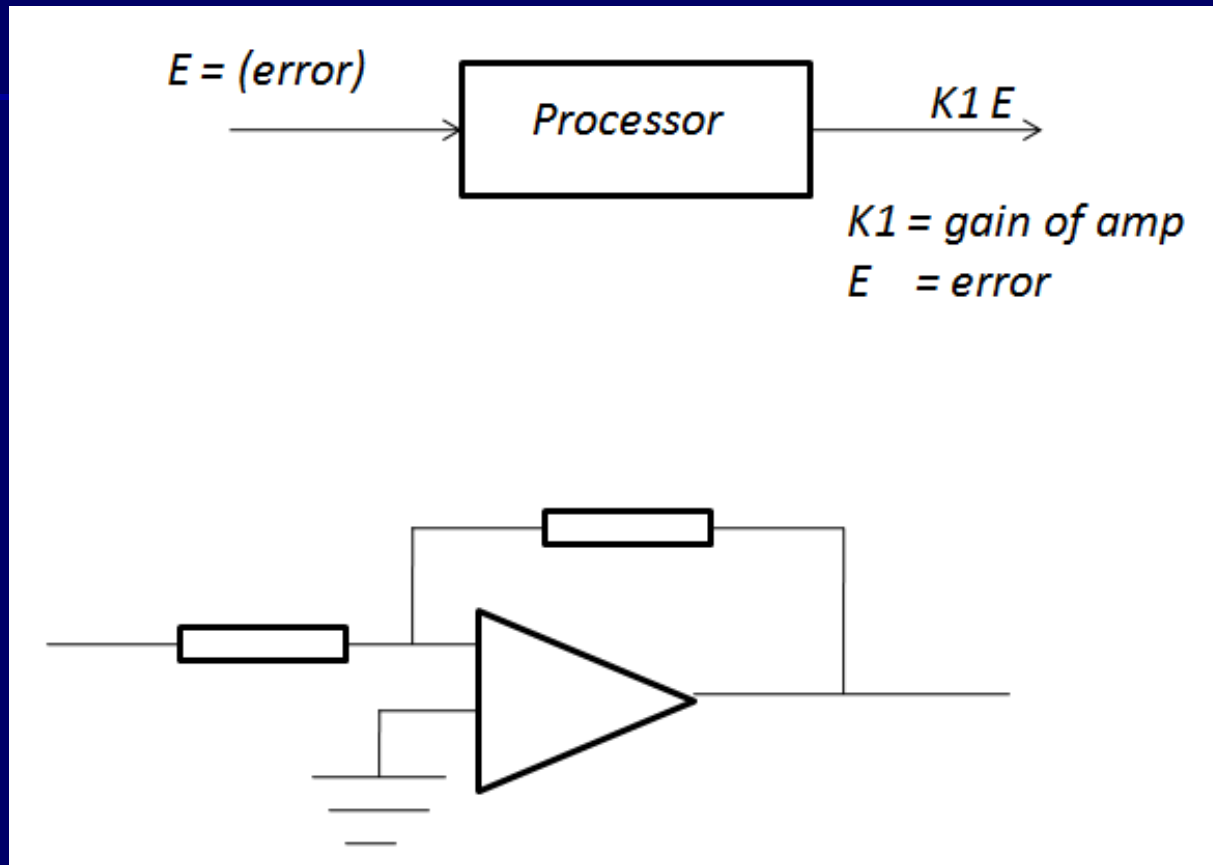 E = (error)
Processor
K1 E
K1 = gain of amp
E = error